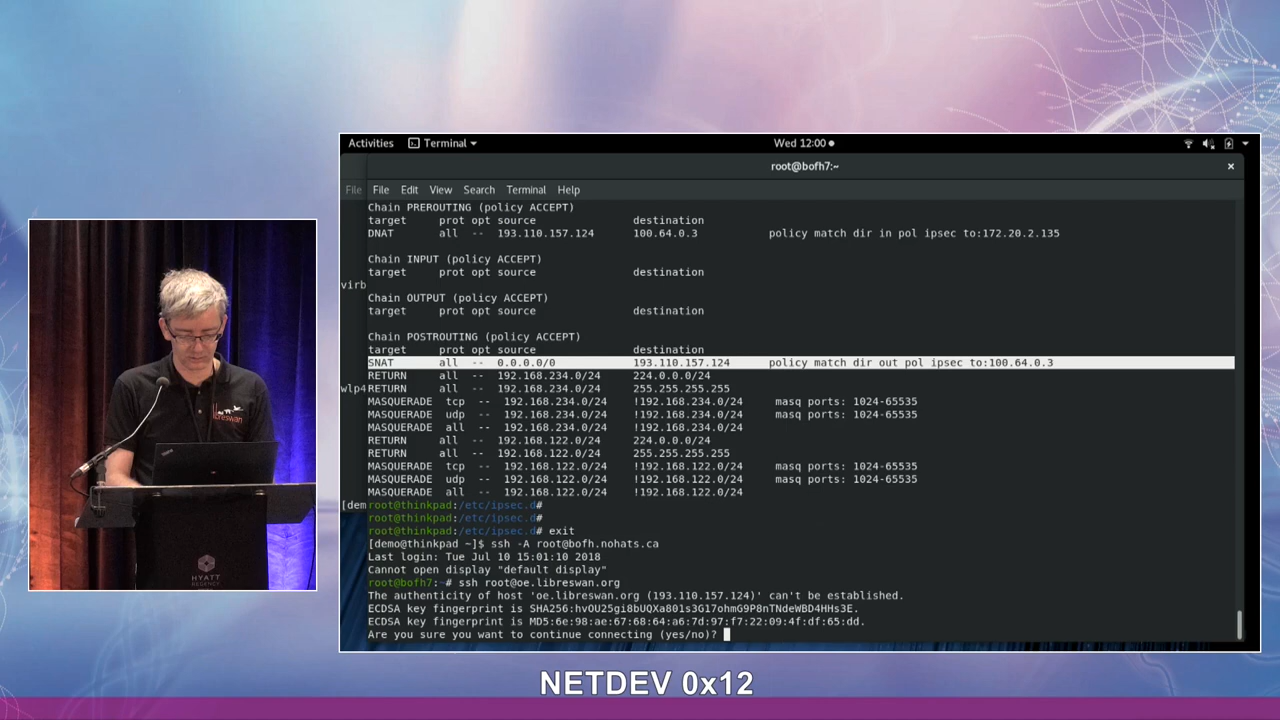 Activities Terminal Wed 12:00
root@bofh7:~ ×
File File Edit View Search Terminal Help
Chain PREROUTING (policy ACCEPT)
target prot opt source destination
DNAT all -- 193.110.157.124 100.64.0.3 policy match dir in pol ipsec to:172.20.2.135
Chain INPUT (policy ACCEPT)
target prot opt source destination
virb
Chain OUTPUT (policy ACCEPT)
target prot opt source destination
Chain POSTROUTING (policy ACCEPT)
target prot opt source destination
SNAT all -- 0.0.0.0/0 193.110.157.124 policy match dir out pol ipsec to:100.64.0.3
RETURN all -- 192.168.234.0/24 224.0.0.0/24
wlp4 RETURN all -- 192.168.234.0/24 255.255.255.255
MASQUERADE tcp -- 192.168.234.0/24 !192.168.234.0/24 masq ports: 1024-65535
MASQUERADE udp -- 192.168.234.0/24 !192.168.234.0/24 masq ports: 1024-65535
MASQUERADE all -- 192.168.234.0/24 !192.168.234.0/24
RETURN all -- 192.168.122.0/24 224.0.0.0/24
RETURN all -- 192.168.122.0/24 255.255.255.255
MASQUERADE tcp -- 192.168.122.0/24 !192.168.122.0/24 masq ports: 1024-65535
MASQUERADE udp -- 192.168.122.0/24 !192.168.122.0/24 masq ports: 1024-65535
MASQUERADE all -- 192.168.122.0/24 !192.168.122.0/24
[dem root@thinkpad:/etc/ipsec.d#
root@thinkpad:/etc/ipsec.d#
root@thinkpad:/etc/ipsec.d# exit
[demo@thinkpad ~]$ ssh -A root@bofh.nohats.ca
Last login: Tue Jul 10 15:01:10 2018
Cannot open display "default display"
root@bofh7:~# ssh root@oe.libreswan.org
The authenticity of host 'oe.libreswan.org (193.110.157.124)' can't be established.
ECDSA key fingerprint is SHA256:hvOU25gi8bUQXa801s3G17ohmG9P8nTNdeWBD4HHs3E.
ECDSA key fingerprint is MD5:6e:98:ae:67:68:64:a6:7d:97:f7:22:09:4f:df:65:dd.
Are you sure you want to continue connecting (yes/no)?
libreswan
HYATT
REGENCY
NETDEV 0x12